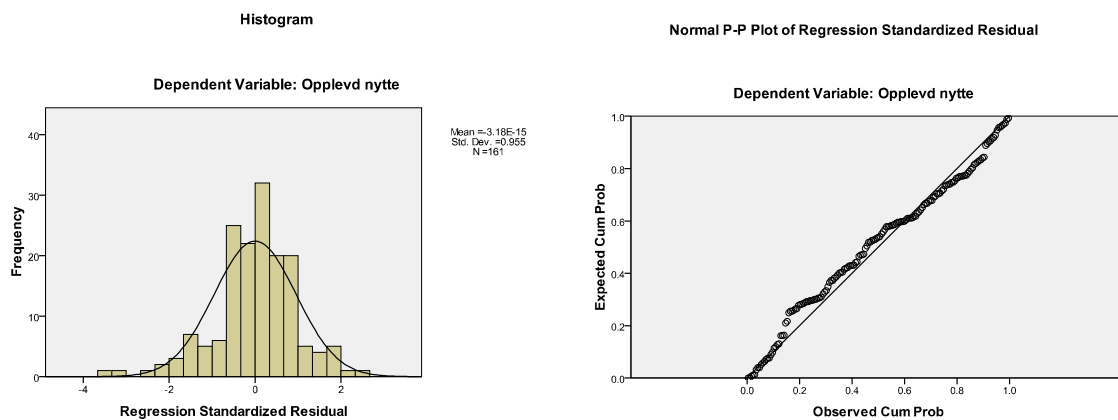 Histogram
Dependent Variable: Opplevd nytte
Mean =-3.18E-15
Std. Dev. =0.955
N =161
Frequency
40
30
20
10
0
-4
-2
0
2
Regression Standardized Residual
Normal P-P Plot of Regression Standardized Residual
Dependent Variable: Opplevd nytte
Expected Cum Prob
1.0
0.8
0.6
0.4
0.2
0.0
0.0
0.2
0.4
0.6
0.8
1.0
Observed Cum Prob